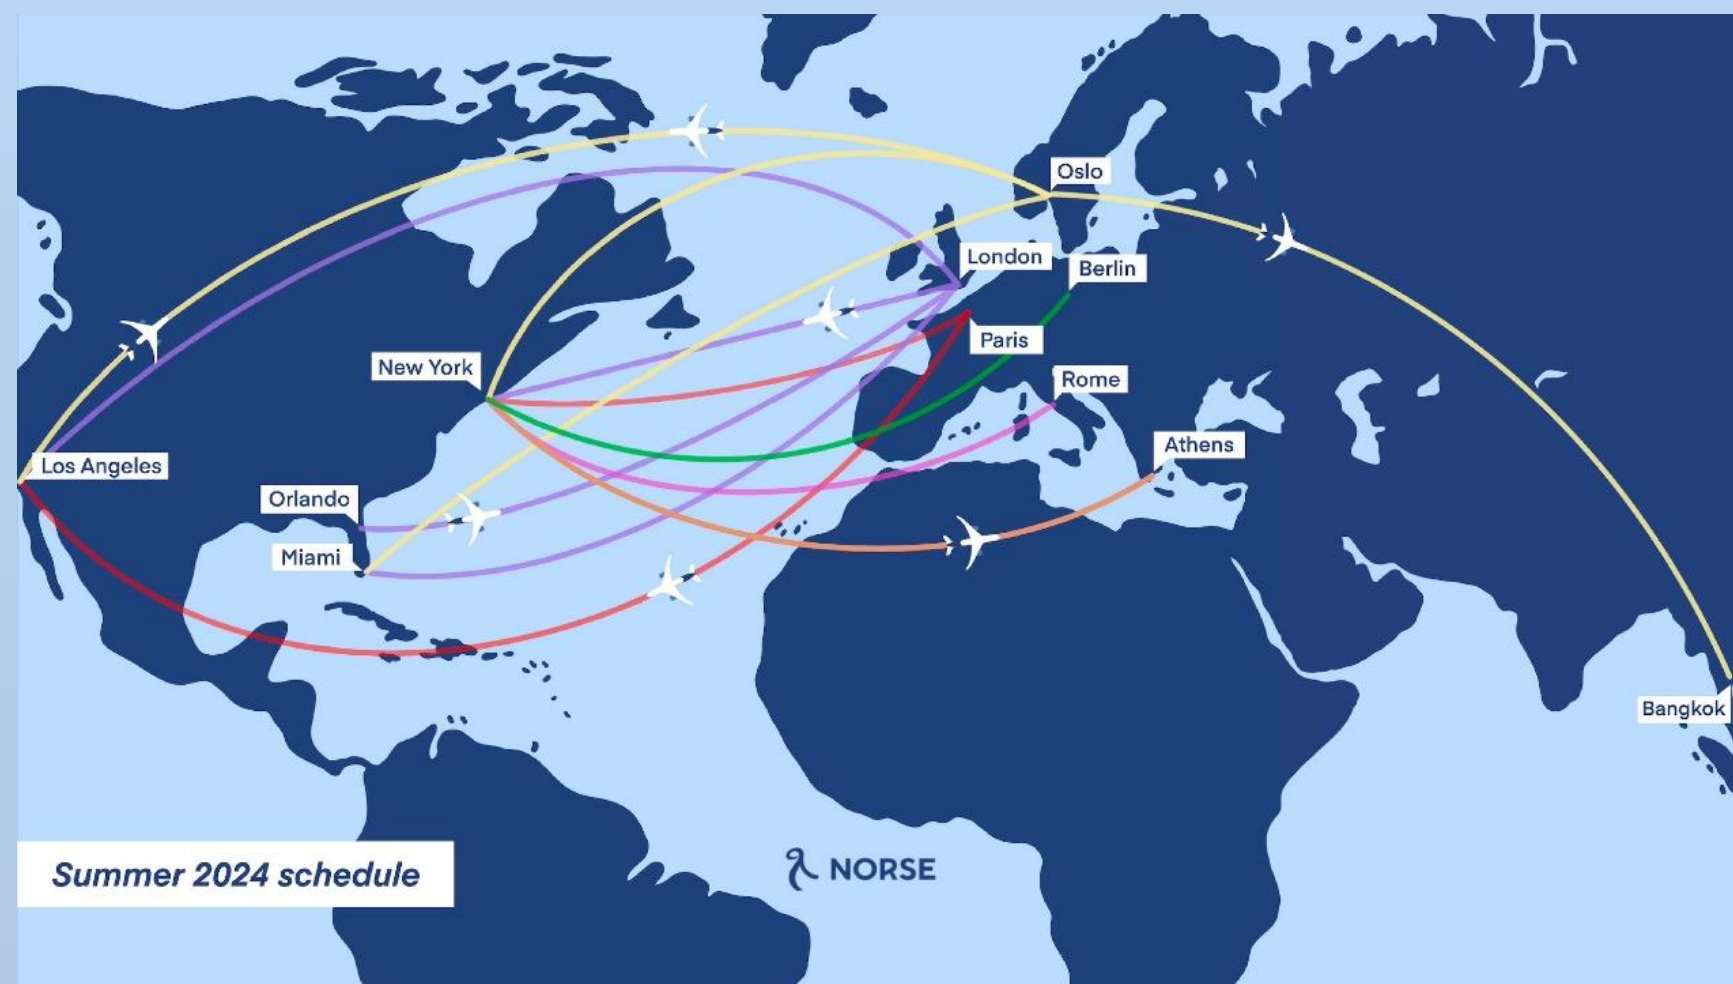 Oslo
London
Berlin
Paris
New York
Rome
Athens
Los Angeles
Orlando
Miami
Bangkok
Summer 2024 schedule
NORSE